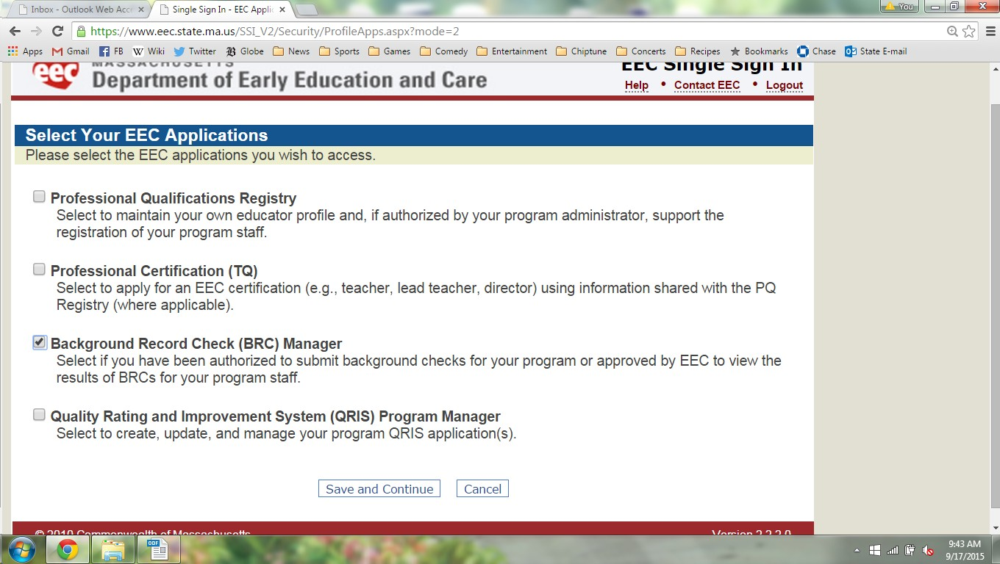 Inbox - Outlook Web Acce
Single Sign In - EEC Applic
You
https://www.eec.state.ma.us/SSI_V2/Security/ProfileApps.aspx?mode=2
Apps Gmail FB Wiki Twitter Globe News Sports Games Comedy Entertainment Chiptune Concerts Recipes Bookmarks Chase State E-mail
eec
MASSACHUSETTS
Department of Early Education and Care
EEC Single Sign In
Help • Contact EEC • Logout
Select Your EEC Applications
Please select the EEC applications you wish to access.
Professional Qualifications Registry
Select to maintain your own educator profile and, if authorized by your program administrator, support the
registration of your program staff.
Professional Certification (TQ)
Select to apply for an EEC certification (e.g., teacher, lead teacher, director) using information shared with the PQ
Registry (where applicable).
Background Record Check (BRC) Manager
Select if you have been authorized to submit background checks for your program or approved by EEC to view the
results of BRCs for your program staff.
Quality Rating and Improvement System (QRIS) Program Manager
Select to create, update, and manage your program QRIS application(s).
Save and Continue
Cancel
© 2010 Commonwealth of Massachusetts
Version 2.2.2.0
ODF
9:43 AM
9/17/2015